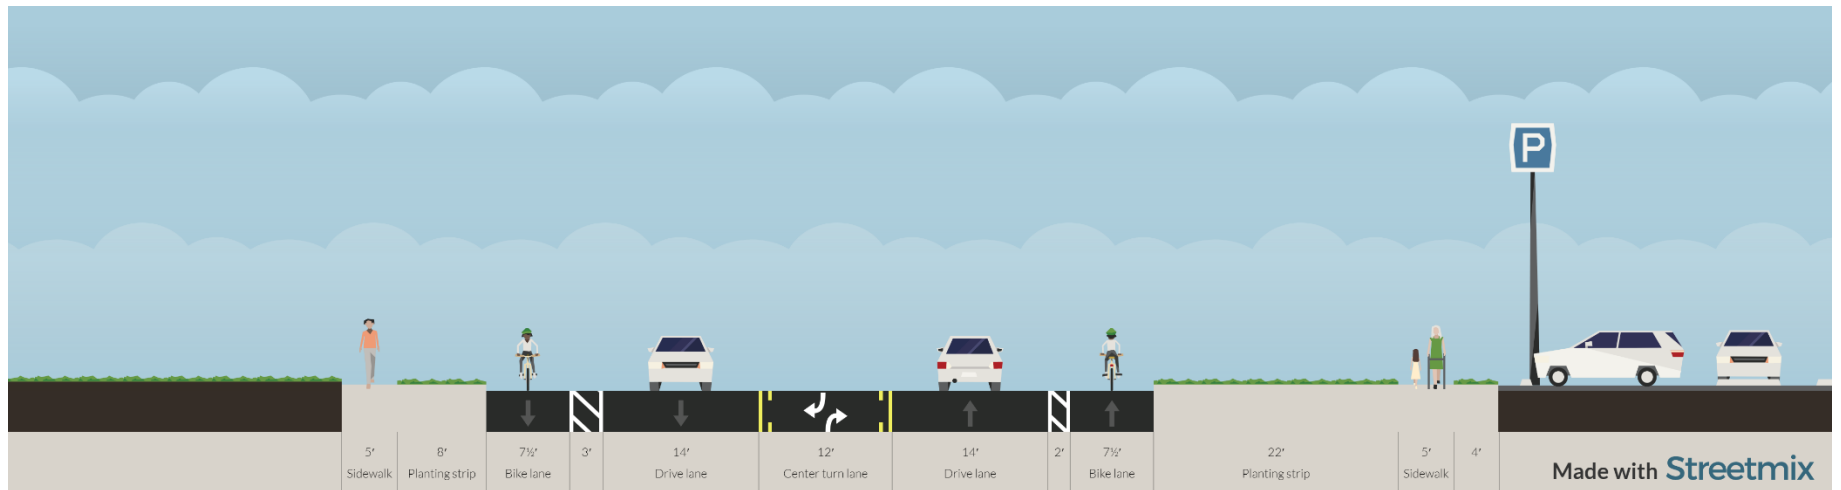 P
5' 8' 7½' 3' 14' 12' 14' 2' 7½' 22' 5' 4'
Sidewalk Planting strip Bike lane Drive lane Center turn lane Drive lane Bike lane Planting strip Sidewalk
Made with Streetmix